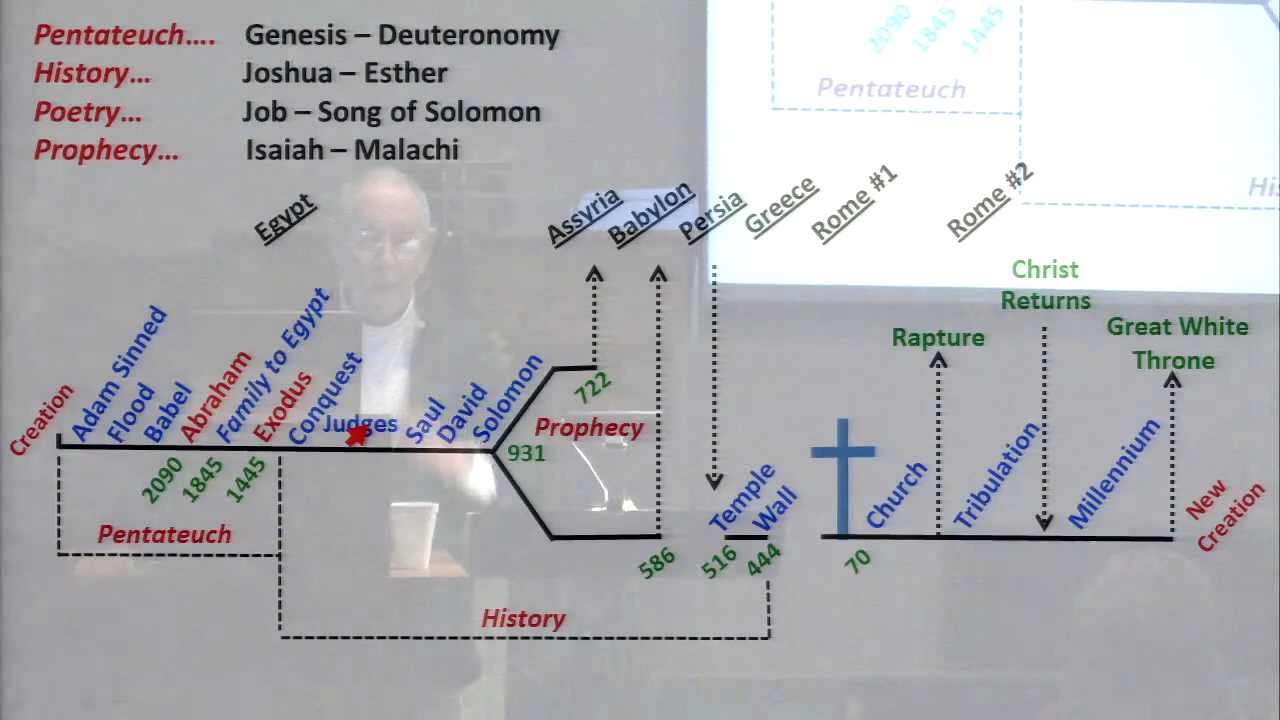 Pentateuch.... Genesis – Deuteronomy
History... Joshua – Esther
Poetry... Job – Song of Solomon
Prophecy... Isaiah – Malachi
2090 1845 1445
Pentateuch
Egypt
Assyria
Babylon
Persia
Greece
Rome #1
Rome #2
Christ
Returns
Rapture
Great White
Throne
Creation
Adam Sinned
Flood
Babel
Abraham
Family to Egypt
Exodus
Conquest
Judges
Saul
David
Solomon
722
Prophecy
931
2090
1845
1445
Pentateuch
Temple
Wall
Church
Tribulation
Millennium
New
Creation
586
516
444
70
History